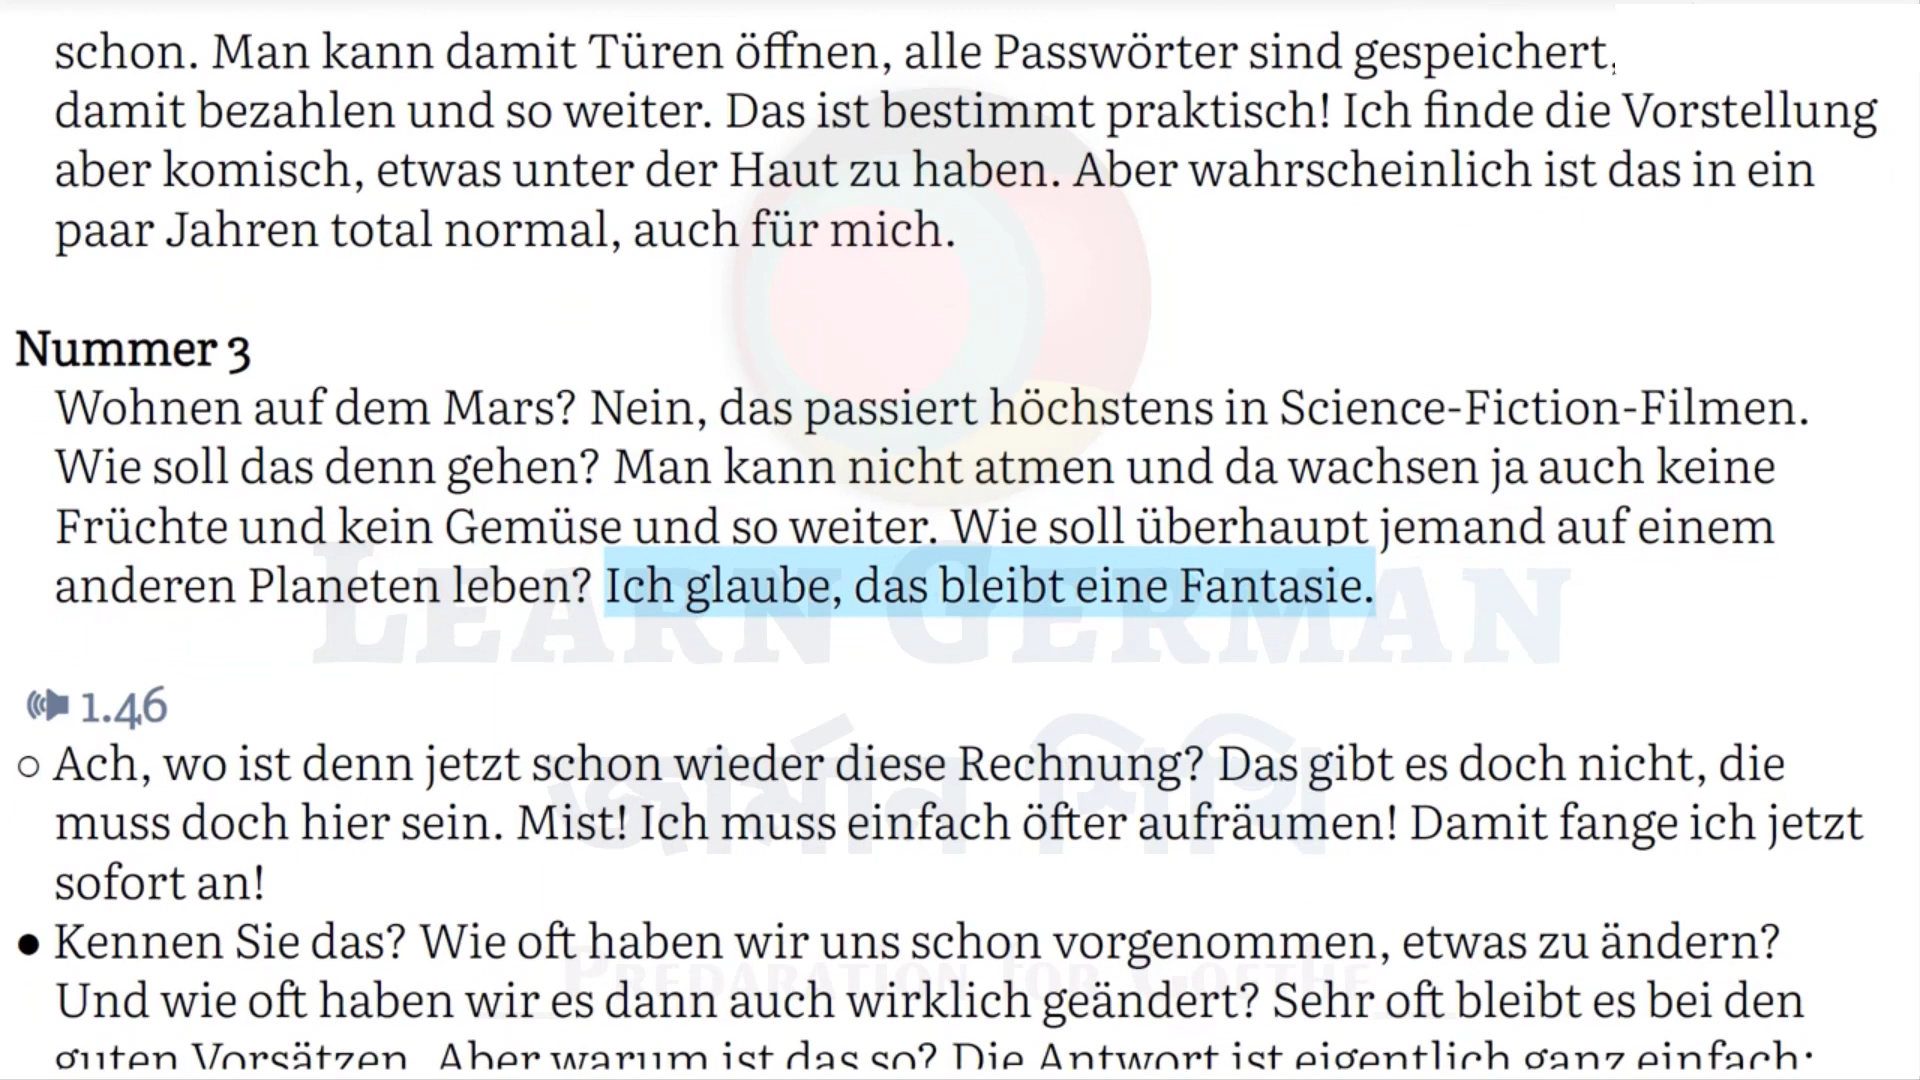 schon. Man kann damit Türen öffnen, alle Passwörter sind gespeichert,
damit bezahlen und so weiter. Das ist bestimmt praktisch! Ich finde die Vorstellung
aber komisch, etwas unter der Haut zu haben. Aber wahrscheinlich ist das in ein
paar Jahren total normal, auch für mich.
Nummer 3
Wohnen auf dem Mars? Nein, das passiert höchstens in Science-Fiction-Filmen.
Wie soll das denn gehen? Man kann nicht atmen und da wachsen ja auch keine
Früchte und kein Gemüse und so weiter. Wie soll überhaupt jemand auf einem
anderen Planeten leben? Ich glaube, das bleibt eine Fantasie.
LEARN GERMAN
1.46
○ Ach, wo ist denn jetzt schon wieder diese Rechnung? Das gibt es doch nicht, die
muss doch hier sein. Mist! Ich muss einfach öfter aufräumen! Damit fange ich jetzt
sofort an!
জার্মান শিখি
● Kennen Sie das? Wie oft haben wir uns schon vorgenommen, etwas zu ändern?
PREPARATION FOR GOETHE
Und wie oft haben wir es dann auch wirklich geändert? Sehr oft bleibt es bei den
guten Vorsätzen. Aber warum ist das so? Die Antwort ist eigentlich ganz einfach: